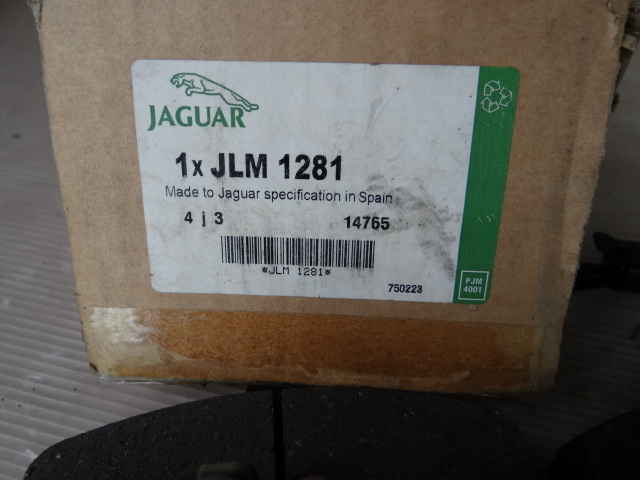 JAGUAR
1x JLM 1281
Made to Jaguar specification in Spain
4 j 3 14765
*JLM 1281*
750223
PJM
4001